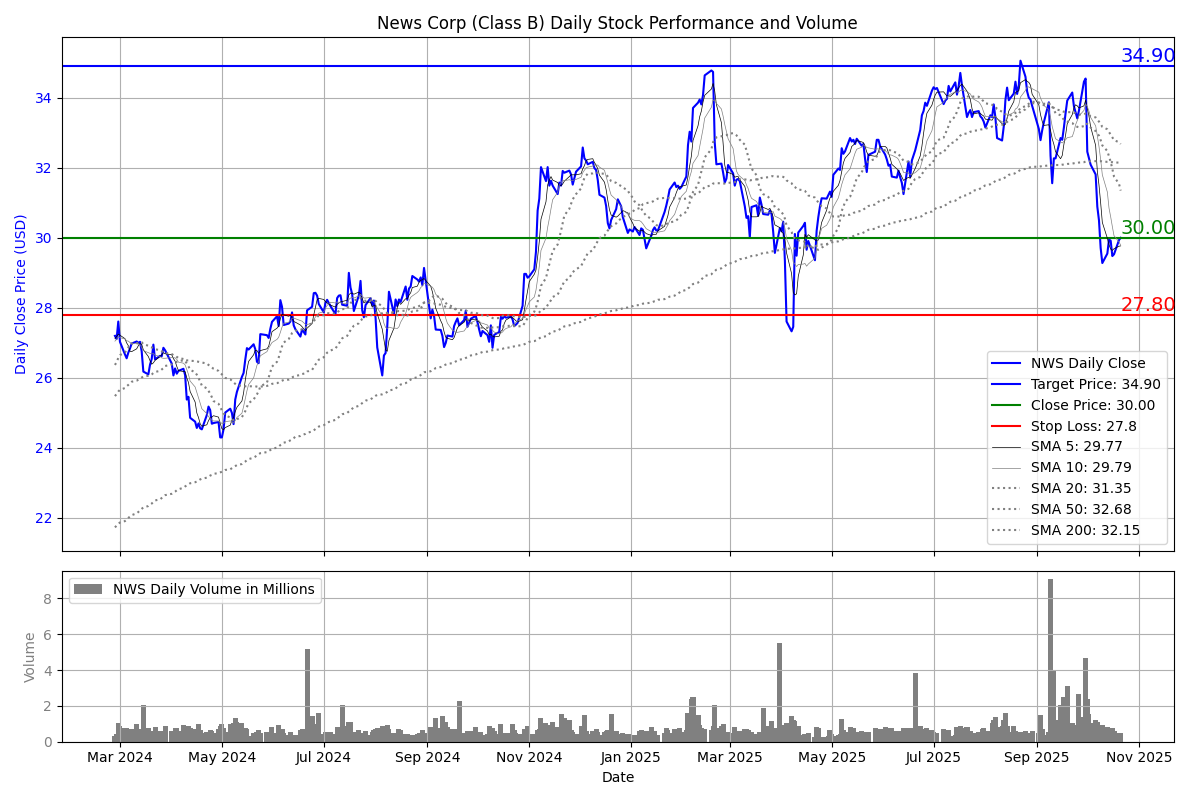 News Corp (Class B) Daily Stock Performance and Volume
Daily Close Price (USD)
34
32
30
28
26
24
22
34.90
30.00
27.80
NWS Daily Close
Target Price: 34.90
Close Price: 30.00
Stop Loss: 27.8
SMA 5: 29.77
SMA 10: 29.79
SMA 20: 31.35
SMA 50: 32.68
SMA 200: 32.15
NWS Daily Volume in Millions
Volume
8
6
4
2
0
Mar 2024 May 2024 Jul 2024 Sep 2024 Nov 2024 Jan 2025 Mar 2025 May 2025 Jul 2025 Sep 2025 Nov 2025
Date